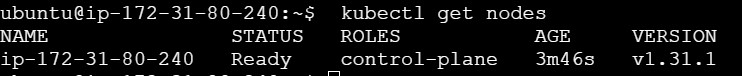 ubuntu@ip-172-31-80-240:~$ kubectl get nodes
NAME STATUS ROLES AGE VERSION
ip-172-31-80-240 Ready control-plane 3m46s v1.31.1